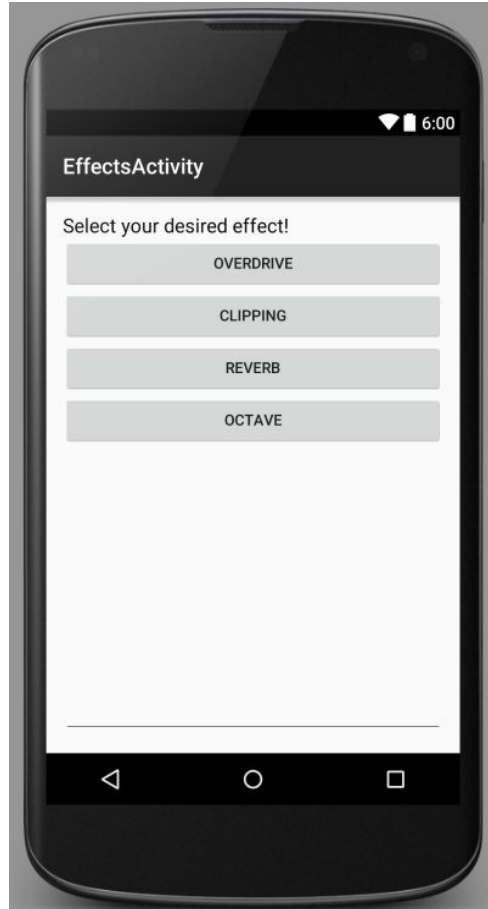 6:00
EffectsActivity
Select your desired effect!
OVERDRIVE
CLIPPING
REVERB
OCTAVE